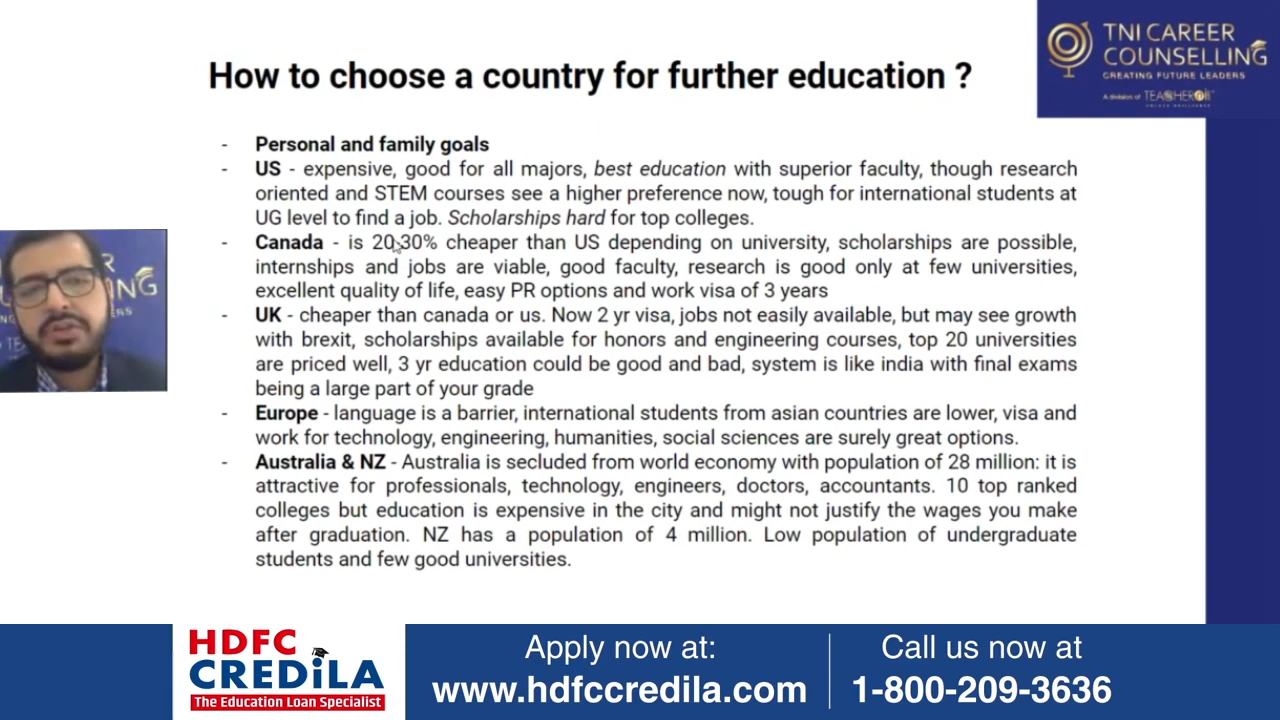 How to choose a country for further education ?
TNI CAREER
COUNSELLING
CREATING FUTURE LEADERS
A division of
- Personal and family goals
- US - expensive, good for all majors, best education with superior faculty, though research
oriented and STEM courses see a higher preference now, tough for international students at
UG level to find a job. Scholarships hard for top colleges.
- Canada - is 20-30% cheaper than US depending on university, scholarships are possible,
internships and jobs are viable, good faculty, research is good only at few universities,
excellent quality of life, easy PR options and work visa of 3 years
- UK - cheaper than canada or us. Now 2 yr visa, jobs not easily available, but may see growth
with brexit, scholarships available for honors and engineering courses, top 20 universities
are priced well, 3 yr education could be good and bad, system is like india with final exams
being a large part of your grade
- Europe - language is a barrier, international students from asian countries are lower, visa and
work for technology, engineering, humanities, social sciences are surely great options.
- Australia & NZ - Australia is secluded from world economy with population of 28 million: it is
attractive for professionals, technology, engineers, doctors, accountants. 10 top ranked
colleges but education is expensive in the city and might not justify the wages you make
after graduation. NZ has a population of 4 million. Low population of undergraduate
students and few good universities.
HDFC
CREDiLA
The Education Loan Specialist
Apply now at:
www.hdfccredila.com
Call us now at
1-800-209-3636